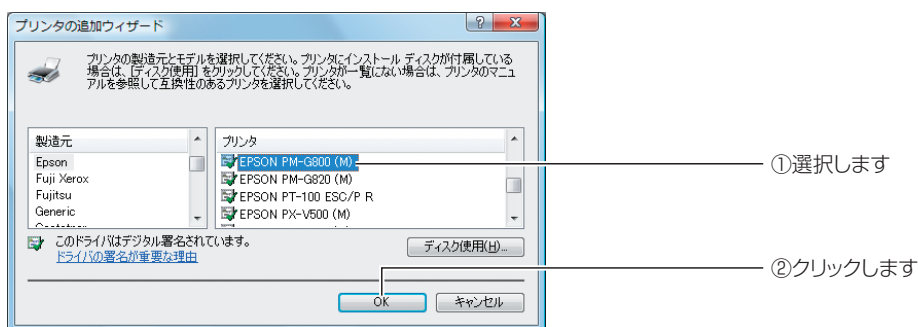 プリンタの追加ウィザード
プリンタの製造元とモデルを選択してください。プリンタにインストール ディスクが付属している
場合は、[ディスク使用] をクリックしてください。プリンタが一覧にない場合は、プリンタのマニュ
アルを参照して互換性のあるプリンタを選択してください。
製造元
プリンタ
Epson
Fuji Xerox
Fujitsu
Generic
EPSON PM-G800 (M)
EPSON PM-G820 (M)
EPSON PT-100 ESC/P R
EPSON PX-V500 (M)
①選択します
このドライバはデジタル署名されています。
ドライバの署名が重要な理由
ディスク使用(H)...
②クリックします
OK
キャンセル